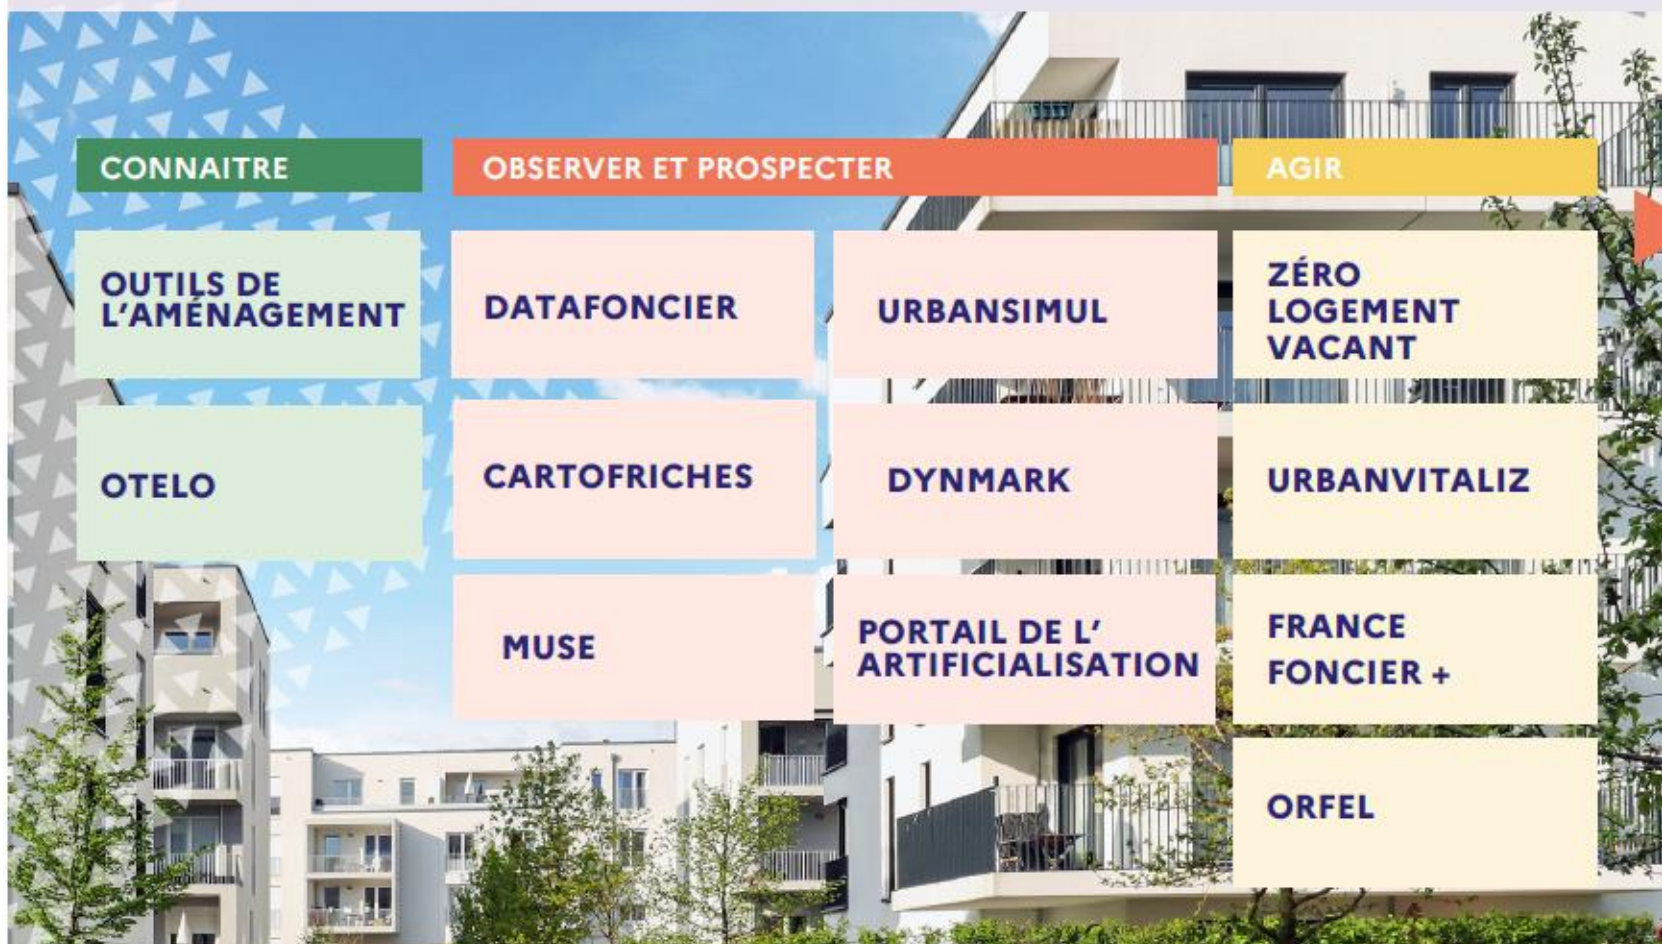 CONNAITRE
OBSERVER ET PROSPECTER
AGIR
OUTILS DE
L'AMÉNAGEMENT
DATAFONCIER
URBANSIMUL
ZÉRO
LOGEMENT
VACANT
OTELO
CARTOFRICHES
DYNMARK
URBANVITALIZ
MUSE
PORTAIL DE L'
ARTIFICIALISATION
FRANCE
FONCIER +
ORFEL